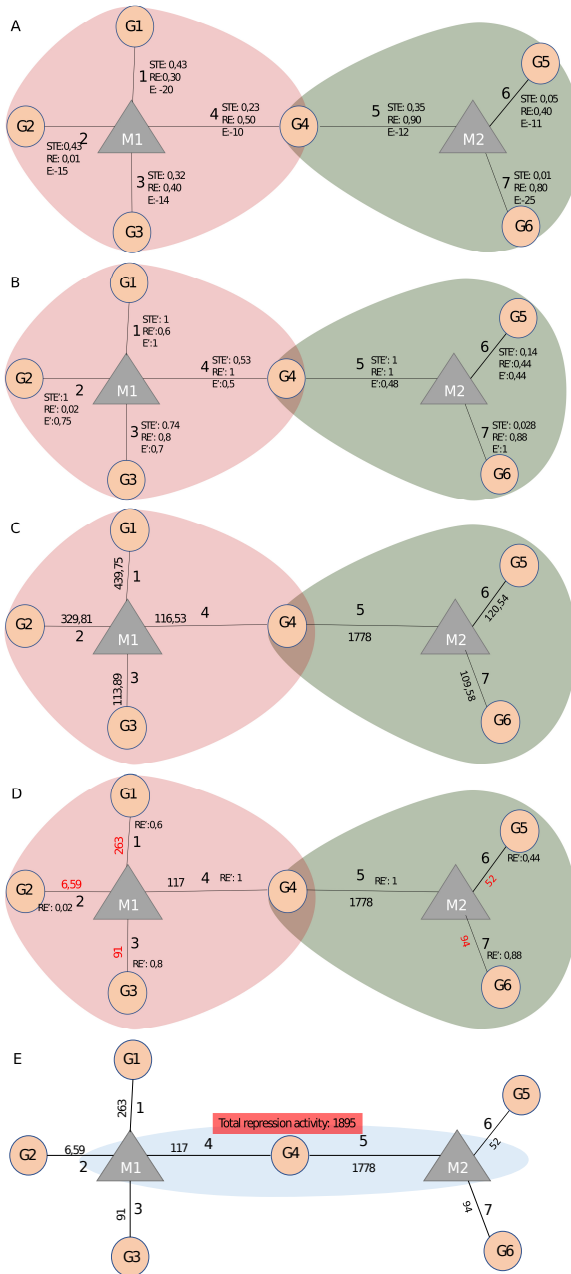 A
G1
1
STE: 0,43
RE:0,30
E: -20
G2
2
STE:0,43
RE: 0,01
E:-15
M1
3
STE: 0,32
RE: 0,40
E:-14
G3
4
STE: 0,23
RE: 0,50
E:-10
G4
5
STE: 0,35
RE: 0,90
E:-12
M2
G5
6
STE: 0,05
RE:0,40
E:-11
7
STE: 0,01
RE: 0,80
E:-25
G6
B
G1
1
STE': 1
RE':0,6
E':1
G2
2
STE':1
RE': 0,02
E':0,75
M1
3
STE': 0.74
RE': 0,8
E':0,7
G3
4
STE': 0,53
RE': 1
E':0,5
G4
5
STE': 1
RE': 1
E':0,48
M2
G5
6
STE': 0,14
RE':0,44
E':0,44
7
STE': 0,028
RE': 0,88
E':1
G6
C
G1
439,75
1
G2
329,81
2
M1
113,89
3
G3
116,53
4
G4
5
1778
M2
G5
6
120,54
109,58
7
G6
D
G1
RE':0,6
263
1
G2
6,59
RE': 0,02
2
M1
91
3
RE': 0,8
G3
117
4
RE': 1
G4
5
RE': 1
1778
M2
G5
RE':0,44
6
52
94
7
RE': 0,88
G6
E
G1
263
1
Total repression activity: 1895
G2
6,59
2
M1
91
3
G3
117
4
G4
5
1778
M2
G5
6
52
94
7
G6